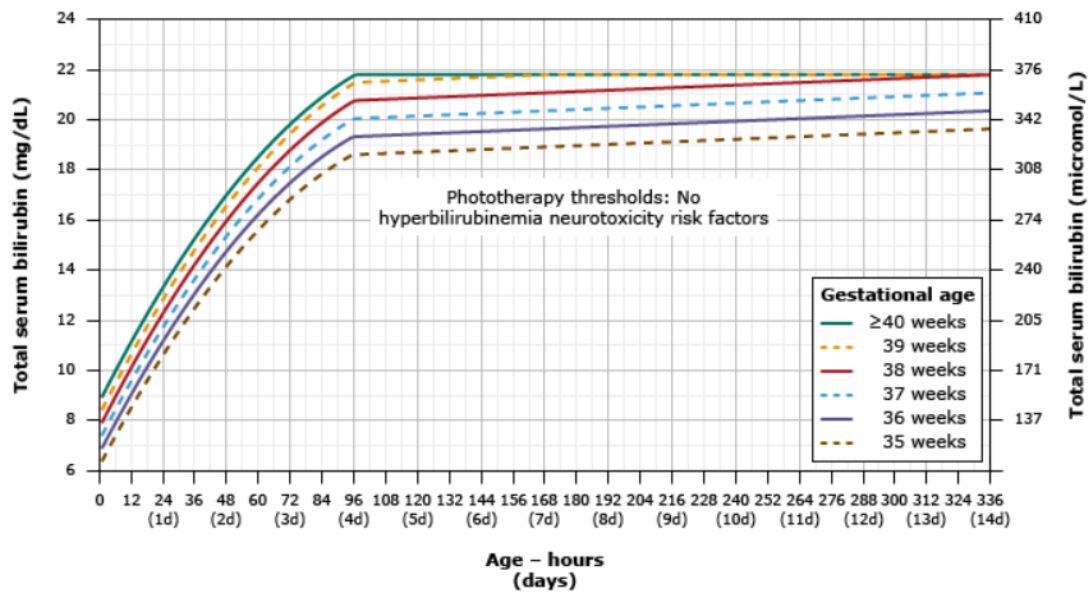 24
22
20
18
16
14
12
10
8
6
Total serum bilirubin (mg/dL)
410
376
342
308
274
240
205
171
137
Total serum bilirubin (micromol/L)
Phototherapy thresholds: No
hyperbilirubinemia neurotoxicity risk factors
Gestational age
≥40 weeks
39 weeks
38 weeks
37 weeks
36 weeks
35 weeks
0 12 24 36 48 60 72 84 96 108 120 132 144 156 168 180 192 204 216 228 240 252 264 276 288 300 312 324 336
(1d) (2d) (3d) (4d) (5d) (6d) (7d) (8d) (9d) (10d) (11d) (12d) (13d) (14d)
Age – hours
(days)